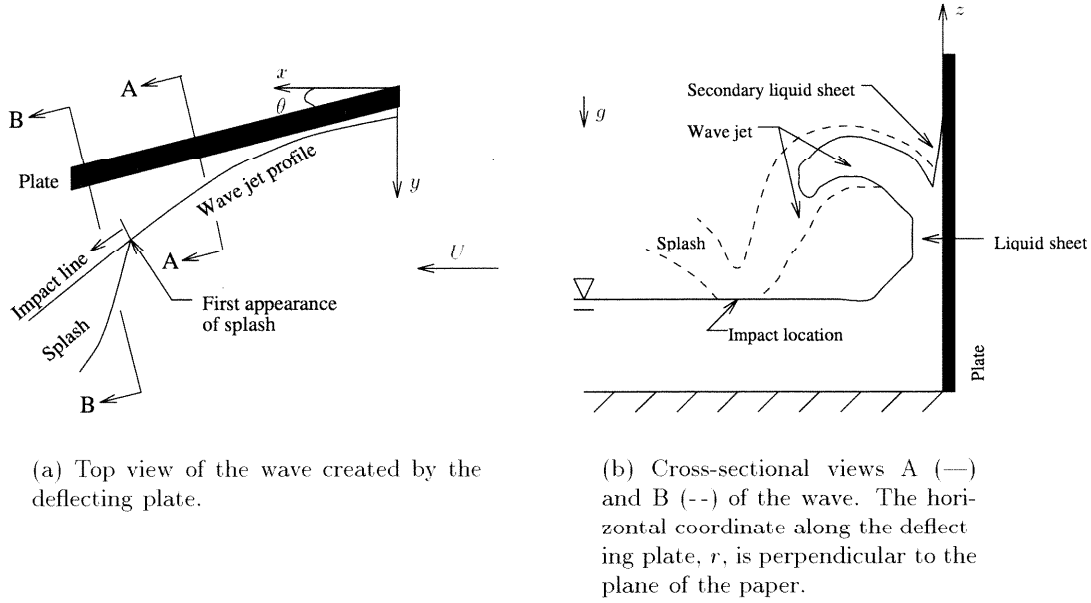 B
A
x
θ
Plate
Wave jet profile
y
U
A
Impact line
First appearance
of splash
Splash
B
(a) Top view of the wave created by the
deflecting plate.
z
g
Secondary liquid sheet
Wave jet
Splash
Liquid sheet
Impact location
Plate
(b) Cross-sectional views A (—)
and B (--) of the wave. The hori-
zontal coordinate along the deflect
ing plate, r, is perpendicular to the
plane of the paper.